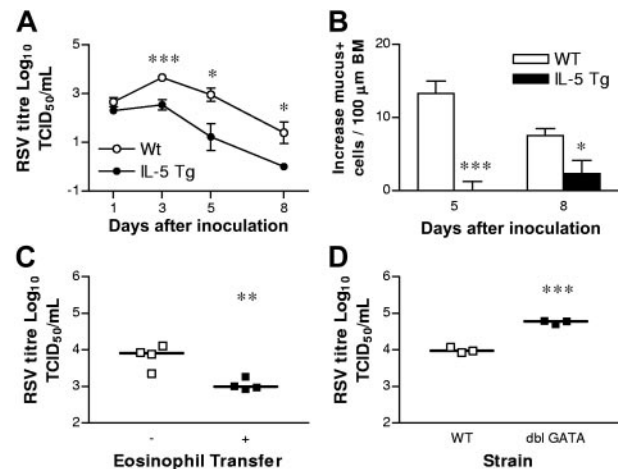 A
RSV titre Log10
TCID50/mL
5
3
1
-1
***
*
*
Wt
IL-5 Tg
1 3 5 8
Days after inoculation
B
Increase mucus+
cells / 100 µm BM
20
10
0
WT
IL-5 Tg
***
*
5 8
Days after inoculation
C
RSV titre Log10
TCID50/mL
6
5
4
3
2
**
- +
Eosinophil Transfer
D
RSV titre Log10
TCID50/mL
6
5
4
3
2
***
WT dbl GATA
Strain